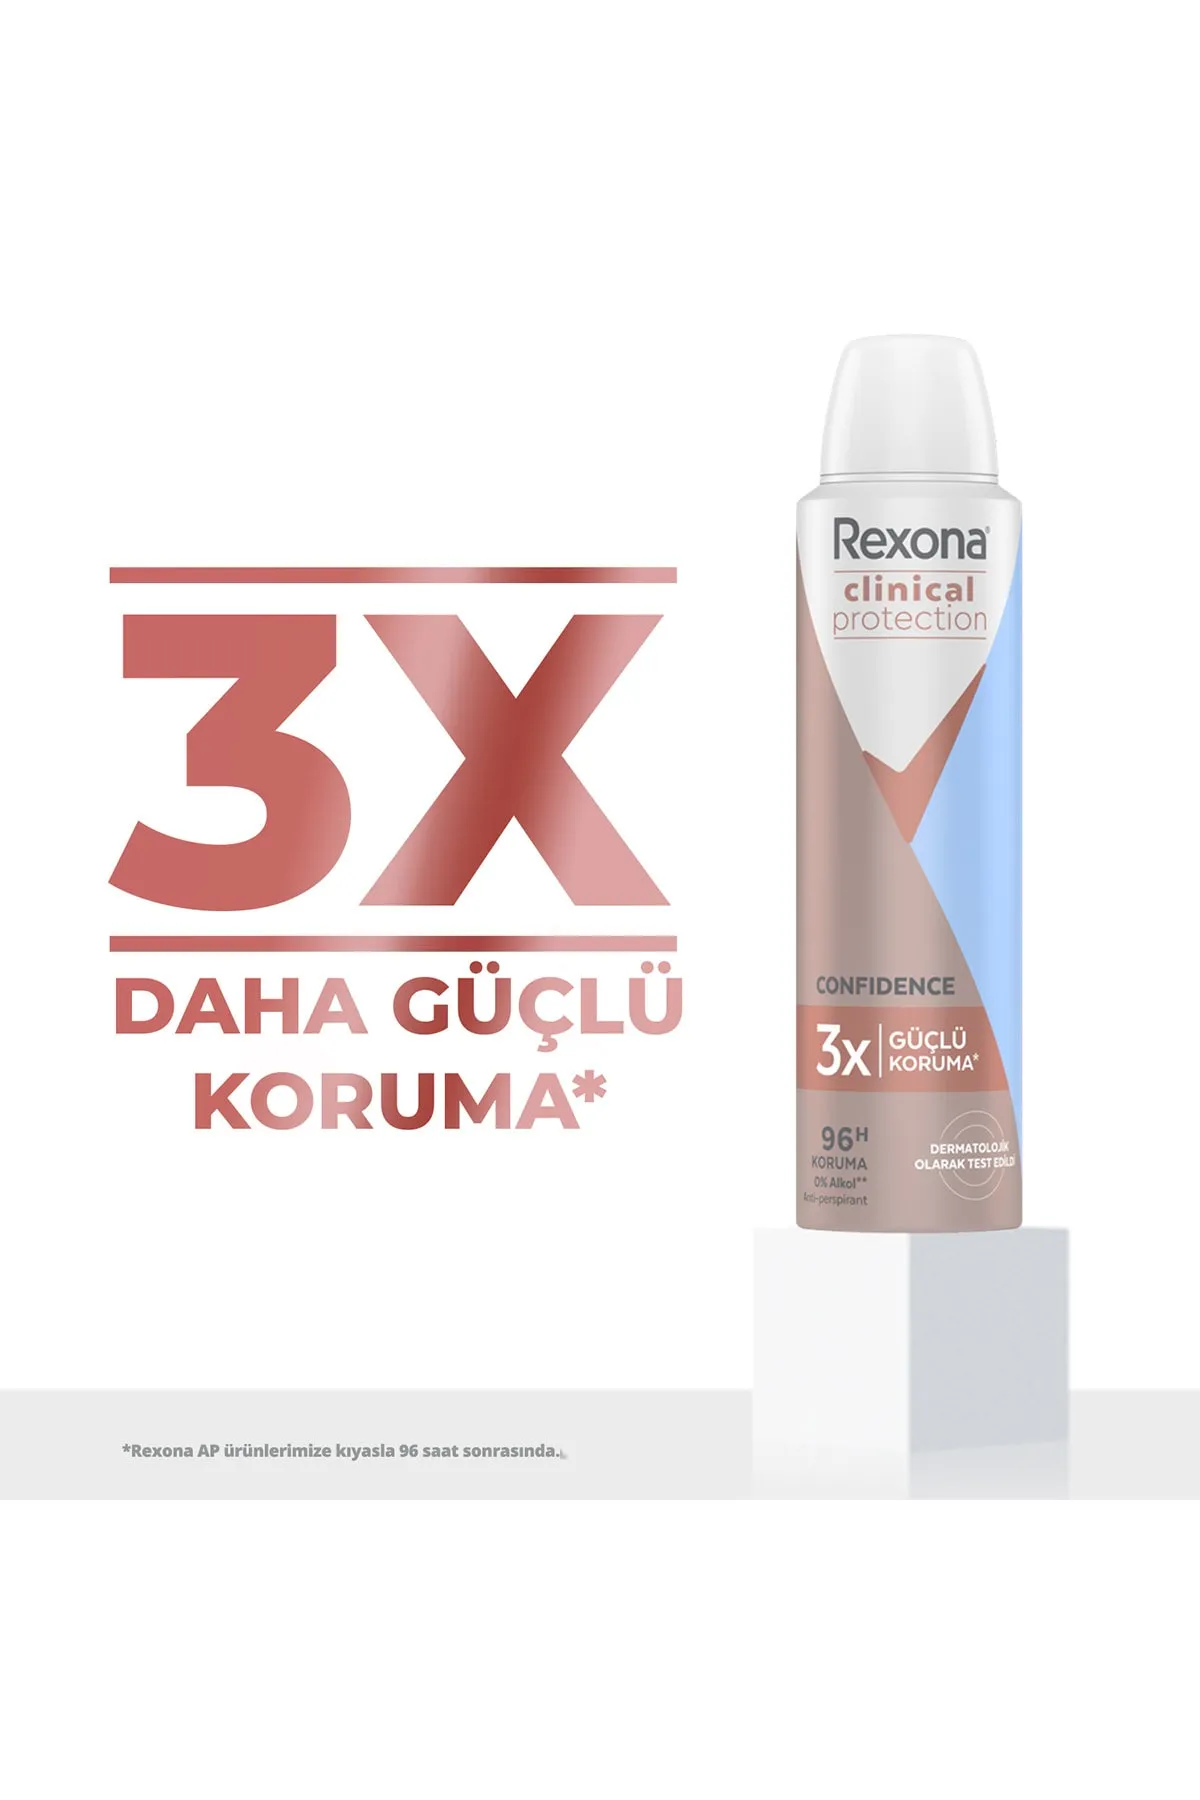 3X
DAHA GÜÇLÜ
KORUMA*
Rexona®
clinical
protection
CONFIDENCE
3x GÜÇLÜ
KORUMA*
96H
KORUMA
0% Alkol**
Anti-perspirant
DERMATOLOJİK
OLARAK TEST EDİLDİ
*Rexona AP ürünlerimize kıyasla 96 saat sonrasında.